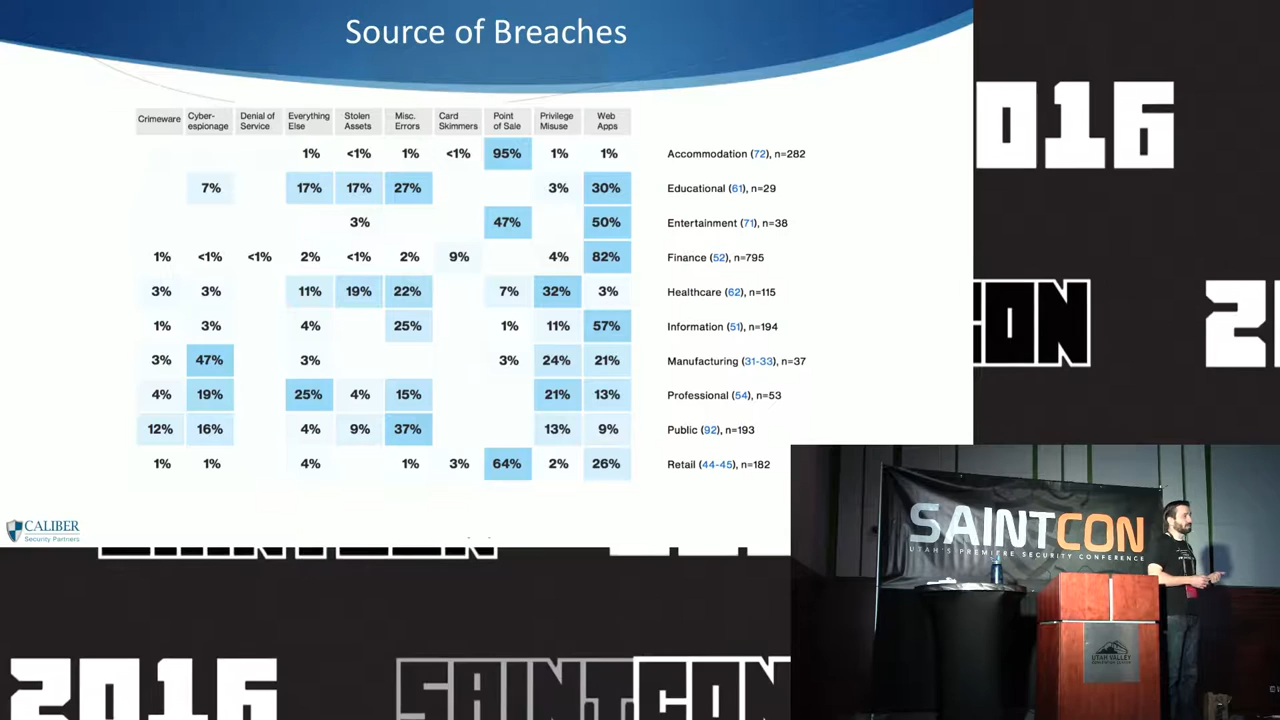 Source of Breaches
Crimeware Cyber-espionage Denial of Service Everything Else Stolen Assets Misc. Errors Card Skimmers Point of Sale Privilege Misuse Web Apps
1% <1% 1% <1% 95% 1% 1% Accommodation (72), n=282
7% 17% 17% 27% 3% 30% Educational (61), n=29
3% 47% 50% Entertainment (71), n=38
1% <1% <1% 2% <1% 2% 9% 4% 82% Finance (52), n=795
3% 3% 11% 19% 22% 7% 32% 3% Healthcare (62), n=115
1% 3% 4% 25% 1% 11% 57% Information (51), n=194
3% 47% 3% 3% 24% 21% Manufacturing (31-33), n=37
4% 19% 25% 4% 15% 21% 13% Professional (54), n=53
12% 16% 4% 9% 37% 13% 9% Public (92), n=193
1% 1% 4% 1% 3% 64% 2% 26% Retail (44-45), n=182
CALIBER
Security Partners
016
CON
2
SAINTCON
UTAH'S PREMIERE SECURITY CONFERENCE
UTAH VALLEY
CONVENTION CENTER
2016
SAINTCON